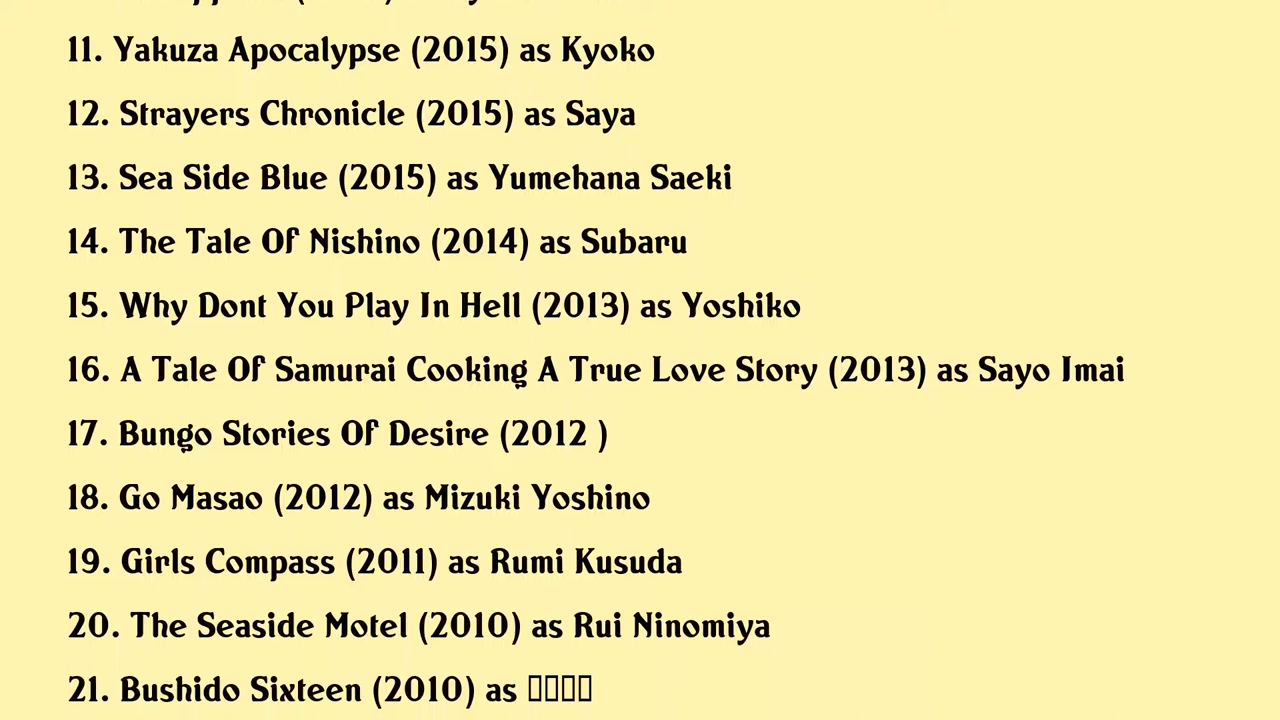 11. Yakuza Apocalypse (2015) as Kyoko
12. Strayers Chronicle (2015) as Saya
13. Sea Side Blue (2015) as Yumehana Saeki
14. The Tale Of Nishino (2014) as Subaru
15. Why Dont You Play In Hell (2013) as Yoshiko
16. A Tale Of Samurai Cooking A True Love Story (2013) as Sayo Imai
17. Bungo Stories Of Desire (2012 )
18. Go Masao (2012) as Mizuki Yoshino
19. Girls Compass (2011) as Rumi Kusuda
20. The Seaside Motel (2010) as Rui Ninomiya
21. Bushido Sixteen (2010) as